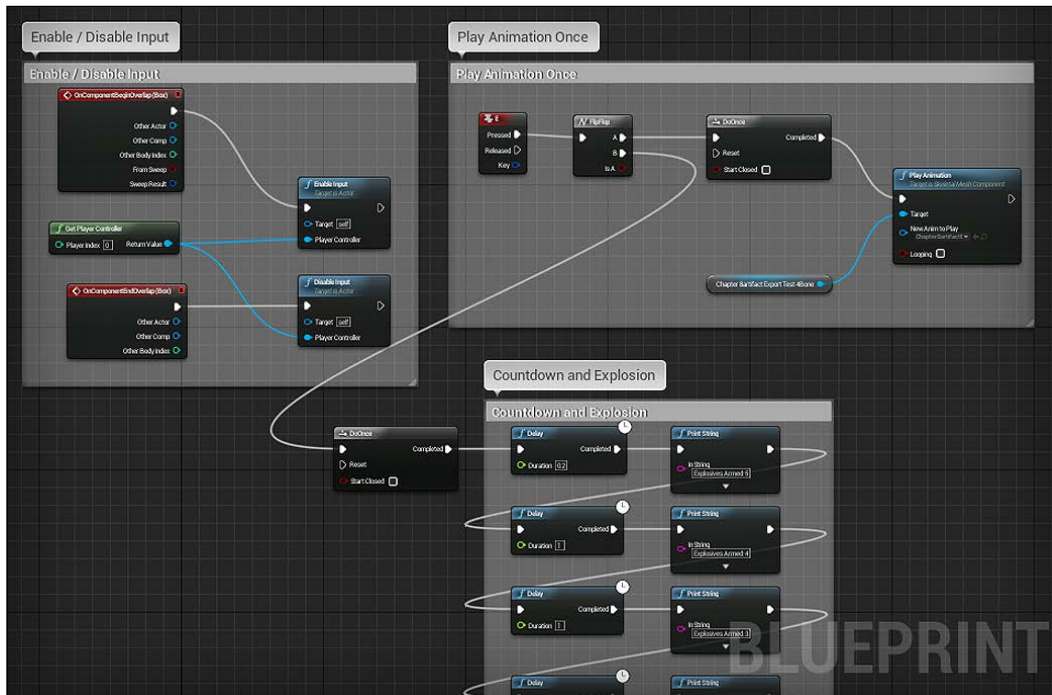 Enable / Disable Input
Enable / Disable Input
OnComponentBeginOverlap (Box)
Other Actor
Other Comp
Other Body Index
From Sweep
Sweep Result
Get Player Controller
Player Index 0 Return Value
OnComponentEndOverlap (Box)
Other Actor
Other Comp
Other Body Index
Enable Input
Target is Actor
Target self
Player Controller
Disable Input
Target is Actor
Target self
Player Controller
Play Animation Once
Play Animation Once
E
Pressed
Released
Key
FlipFlop
A
B
Is A
DoOnce
Completed
Reset
Start Closed
Play Animation
Target is Skeletal Mesh Component
Target
New Anim to Play
Looping
Chapter 8artifact Export Test 4Bone
Countdown and Explosion
Countdown and Explosion
DoOnce
Completed
Reset
Start Closed
Delay
Completed
Duration 0.2
Print String
In String
Explosives Armed 5
Delay
Completed
Duration 1
Print String
In String
Explosives Armed 4
Delay
Completed
Duration 1
Print String
In String
Explosives Armed 3
Delay
Print String
BLUEPRINT